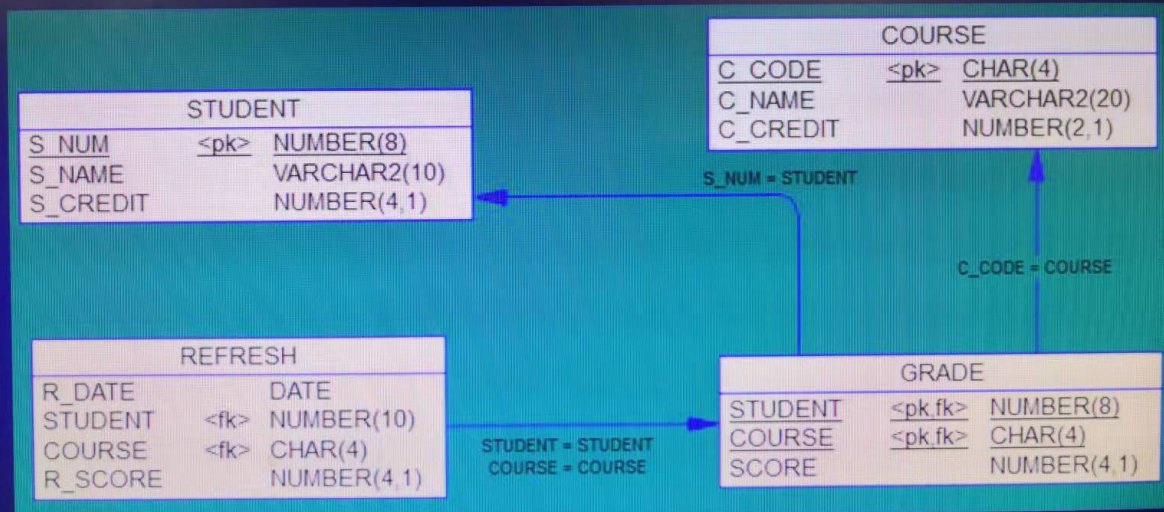 COURSE
C_CODE <pk> CHAR(4)
C_NAME VARCHAR2(20)
C_CREDIT NUMBER(2,1)
STUDENT
S_NUM <pk> NUMBER(8)
S_NAME VARCHAR2(10)
S_CREDIT NUMBER(4,1)
S_NUM = STUDENT
C_CODE = COURSE
REFRESH
R_DATE DATE
STUDENT <fk> NUMBER(10)
COURSE <fk> CHAR(4)
R_SCORE NUMBER(4,1)
STUDENT = STUDENT
COURSE = COURSE
GRADE
STUDENT <pk,fk> NUMBER(8)
COURSE <pk,fk> CHAR(4)
SCORE NUMBER(4,1)